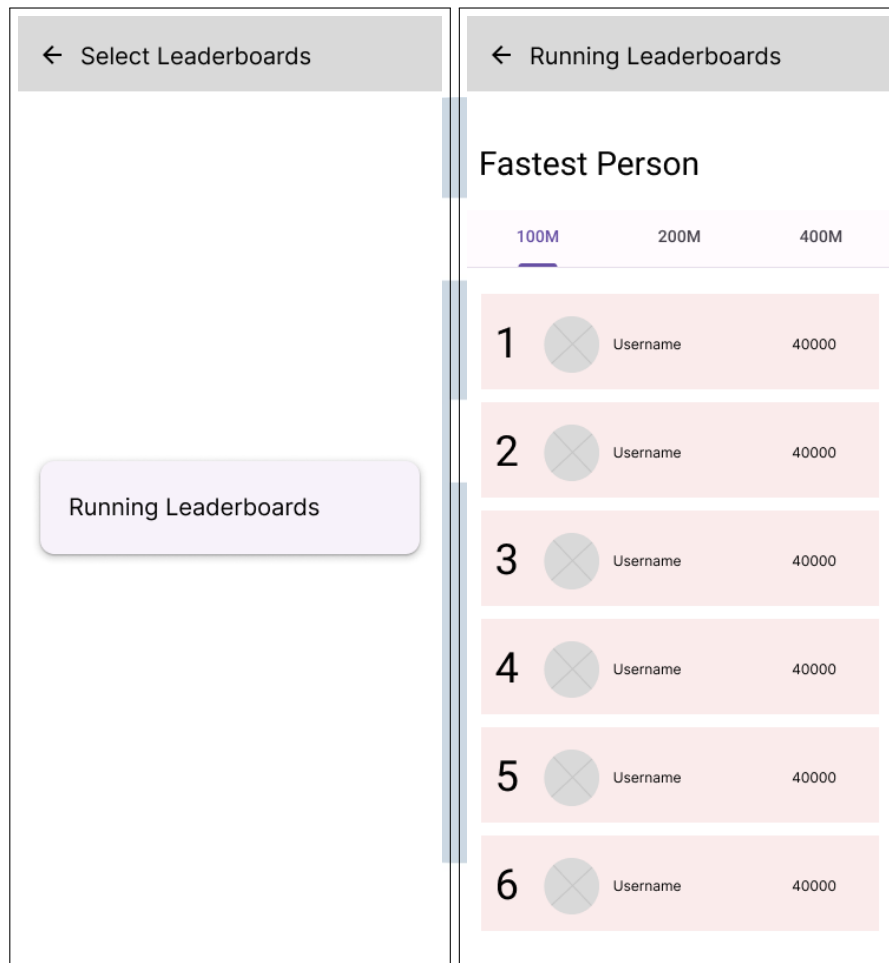 Select Leaderboards
Running Leaderboards
Running Leaderboards
Fastest Person
100M 200M 400M
1 Username 40000
2 Username 40000
3 Username 40000
4 Username 40000
5 Username 40000
6 Username 40000